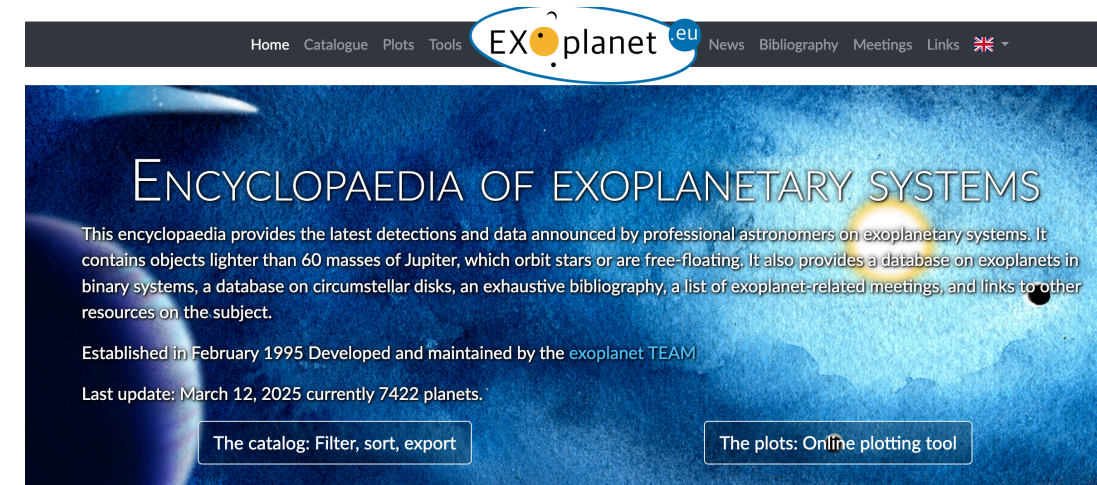 Home Catalogue Plots Tools EXoplanet .eu News Bibliography Meetings Links
ENCYCLOPAEDIA OF EXOPLANETARY SYSTEMS
This encyclopaedia provides the latest detections and data announced by professional astronomers on exoplanetary systems. It
contains objects lighter than 60 masses of Jupiter, which orbit stars or are free-floating. It also provides a database on exoplanets in
binary systems, a database on circumstellar disks, an exhaustive bibliography, a list of exoplanet-related meetings, and links to other
resources on the subject.
Established in February 1995 Developed and maintained by the exoplanet TEAM
Last update: March 12, 2025 currently 7422 planets.
The catalog: Filter, sort, export
The plots: Online plotting tool